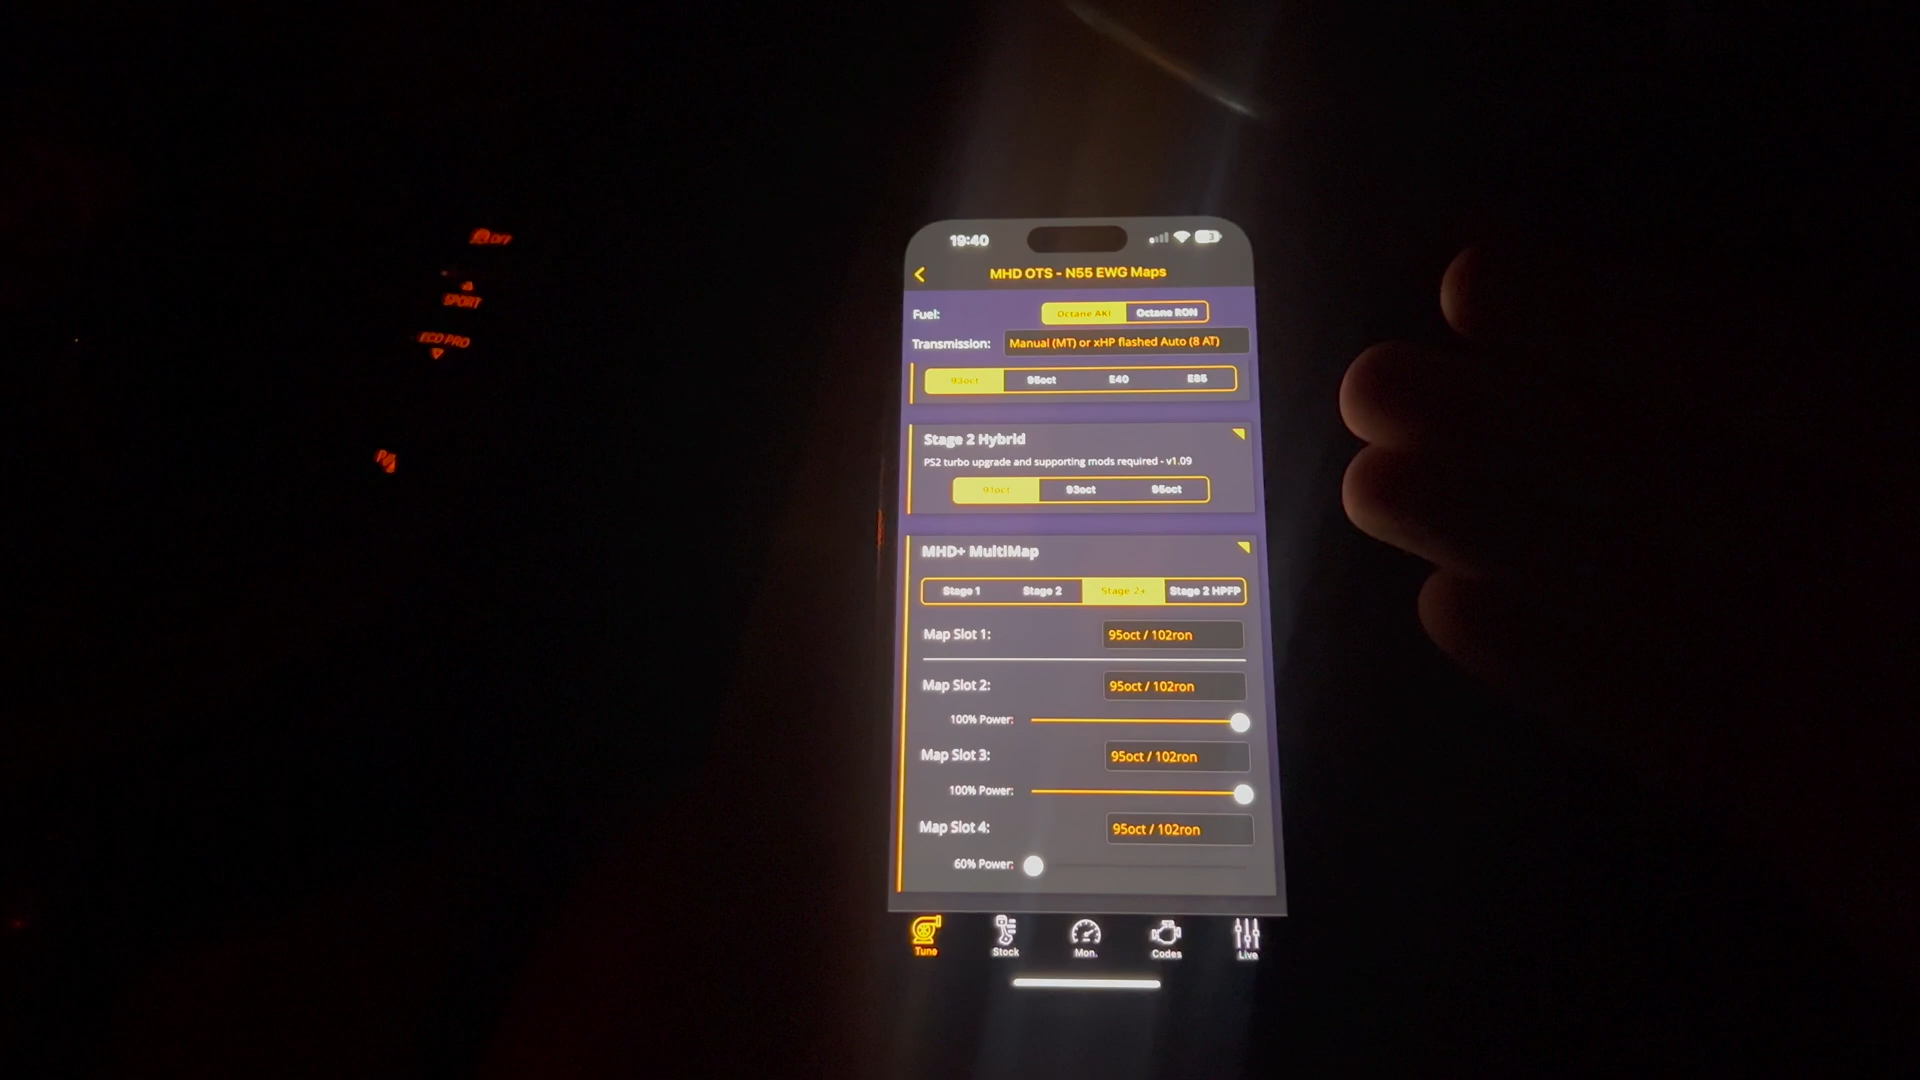 OFF
SPORT
ECO PRO
19:40
3
MHD OTS - N55 EWG Maps
Fuel:
Octane AKI
Octane RON
Transmission:
Manual (MT) or xHP flashed Auto (8 AT)
93oct
95oct
E40
E85
Stage 2 Hybrid
PS2 turbo upgrade and supporting mods required - v1.09
91oct
93oct
95oct
MHD+ MultiMap
Stage 1
Stage 2
Stage 2+
Stage 2 HPFP
Map Slot 1:
95oct / 102ron
Map Slot 2:
95oct / 102ron
100% Power:
Map Slot 3:
95oct / 102ron
100% Power:
Map Slot 4:
95oct / 102ron
60% Power:
Tune
Stock
Mon.
Codes
Live